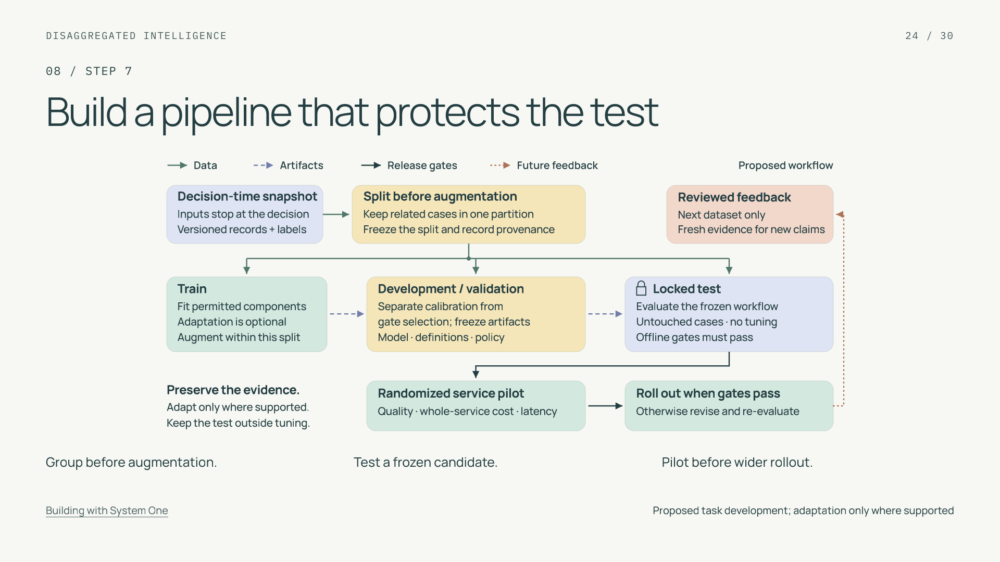 DISAGGREGATED INTELLIGENCE
24 / 30
08 / STEP 7
Build a pipeline that protects the test
Data
Artifacts
Release gates
Future feedback
Proposed workflow
Decision-time snapshot
Inputs stop at the decision
Versioned records + labels
Split before augmentation
Keep related cases in one partition
Freeze the split and record provenance
Reviewed feedback
Next dataset only
Fresh evidence for new claims
Train
Fit permitted components
Adaptation is optional
Augment within this split
Development / validation
Separate calibration from
gate selection; freeze artifacts
Model · definitions · policy
Locked test
Evaluate the frozen workflow
Untouched cases · no tuning
Offline gates must pass
Preserve the evidence.
Adapt only where supported.
Keep the test outside tuning.
Randomized service pilot
Quality · whole-service cost · latency
Roll out when gates pass
Otherwise revise and re-evaluate
Group before augmentation.
Test a frozen candidate.
Pilot before wider rollout.
Building with System One
Proposed task development; adaptation only where supported